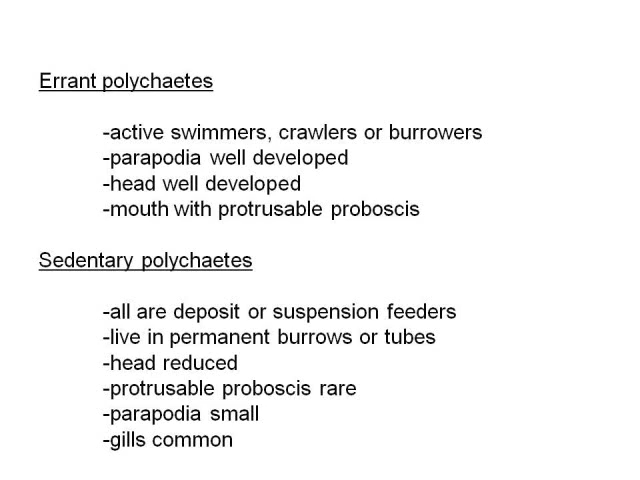 Errant polychaetes
-active swimmers, crawlers or burrowers
-parapodia well developed
-head well developed
-mouth with protrusable proboscis
Sedentary polychaetes
-all are deposit or suspension feeders
-live in permanent burrows or tubes
-head reduced
-protrusable proboscis rare
-parapodia small
-gills common